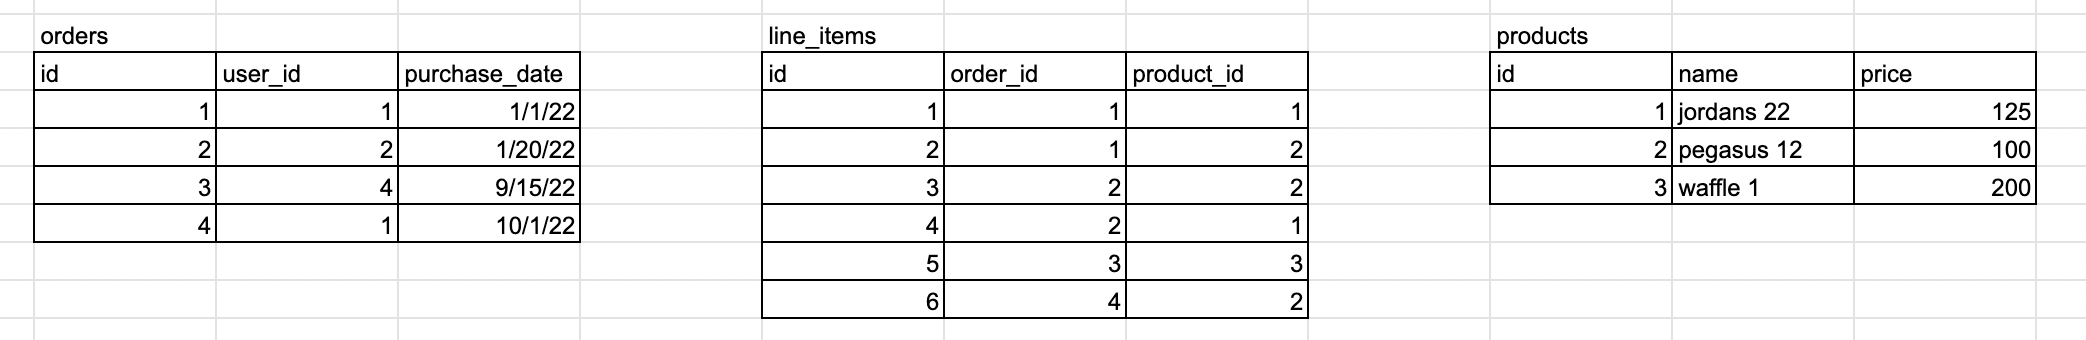 orders line_items products
id user_id purchase_date id order_id product_id id name price
1 1 1/1/22 1 1 1 1 jordans 22 125
2 2 1/20/22 2 1 2 2 pegasus 12 100
3 4 9/15/22 3 2 2 3 waffle 1 200
4 1 10/1/22 4 2 1
5 3 3
6 4 2